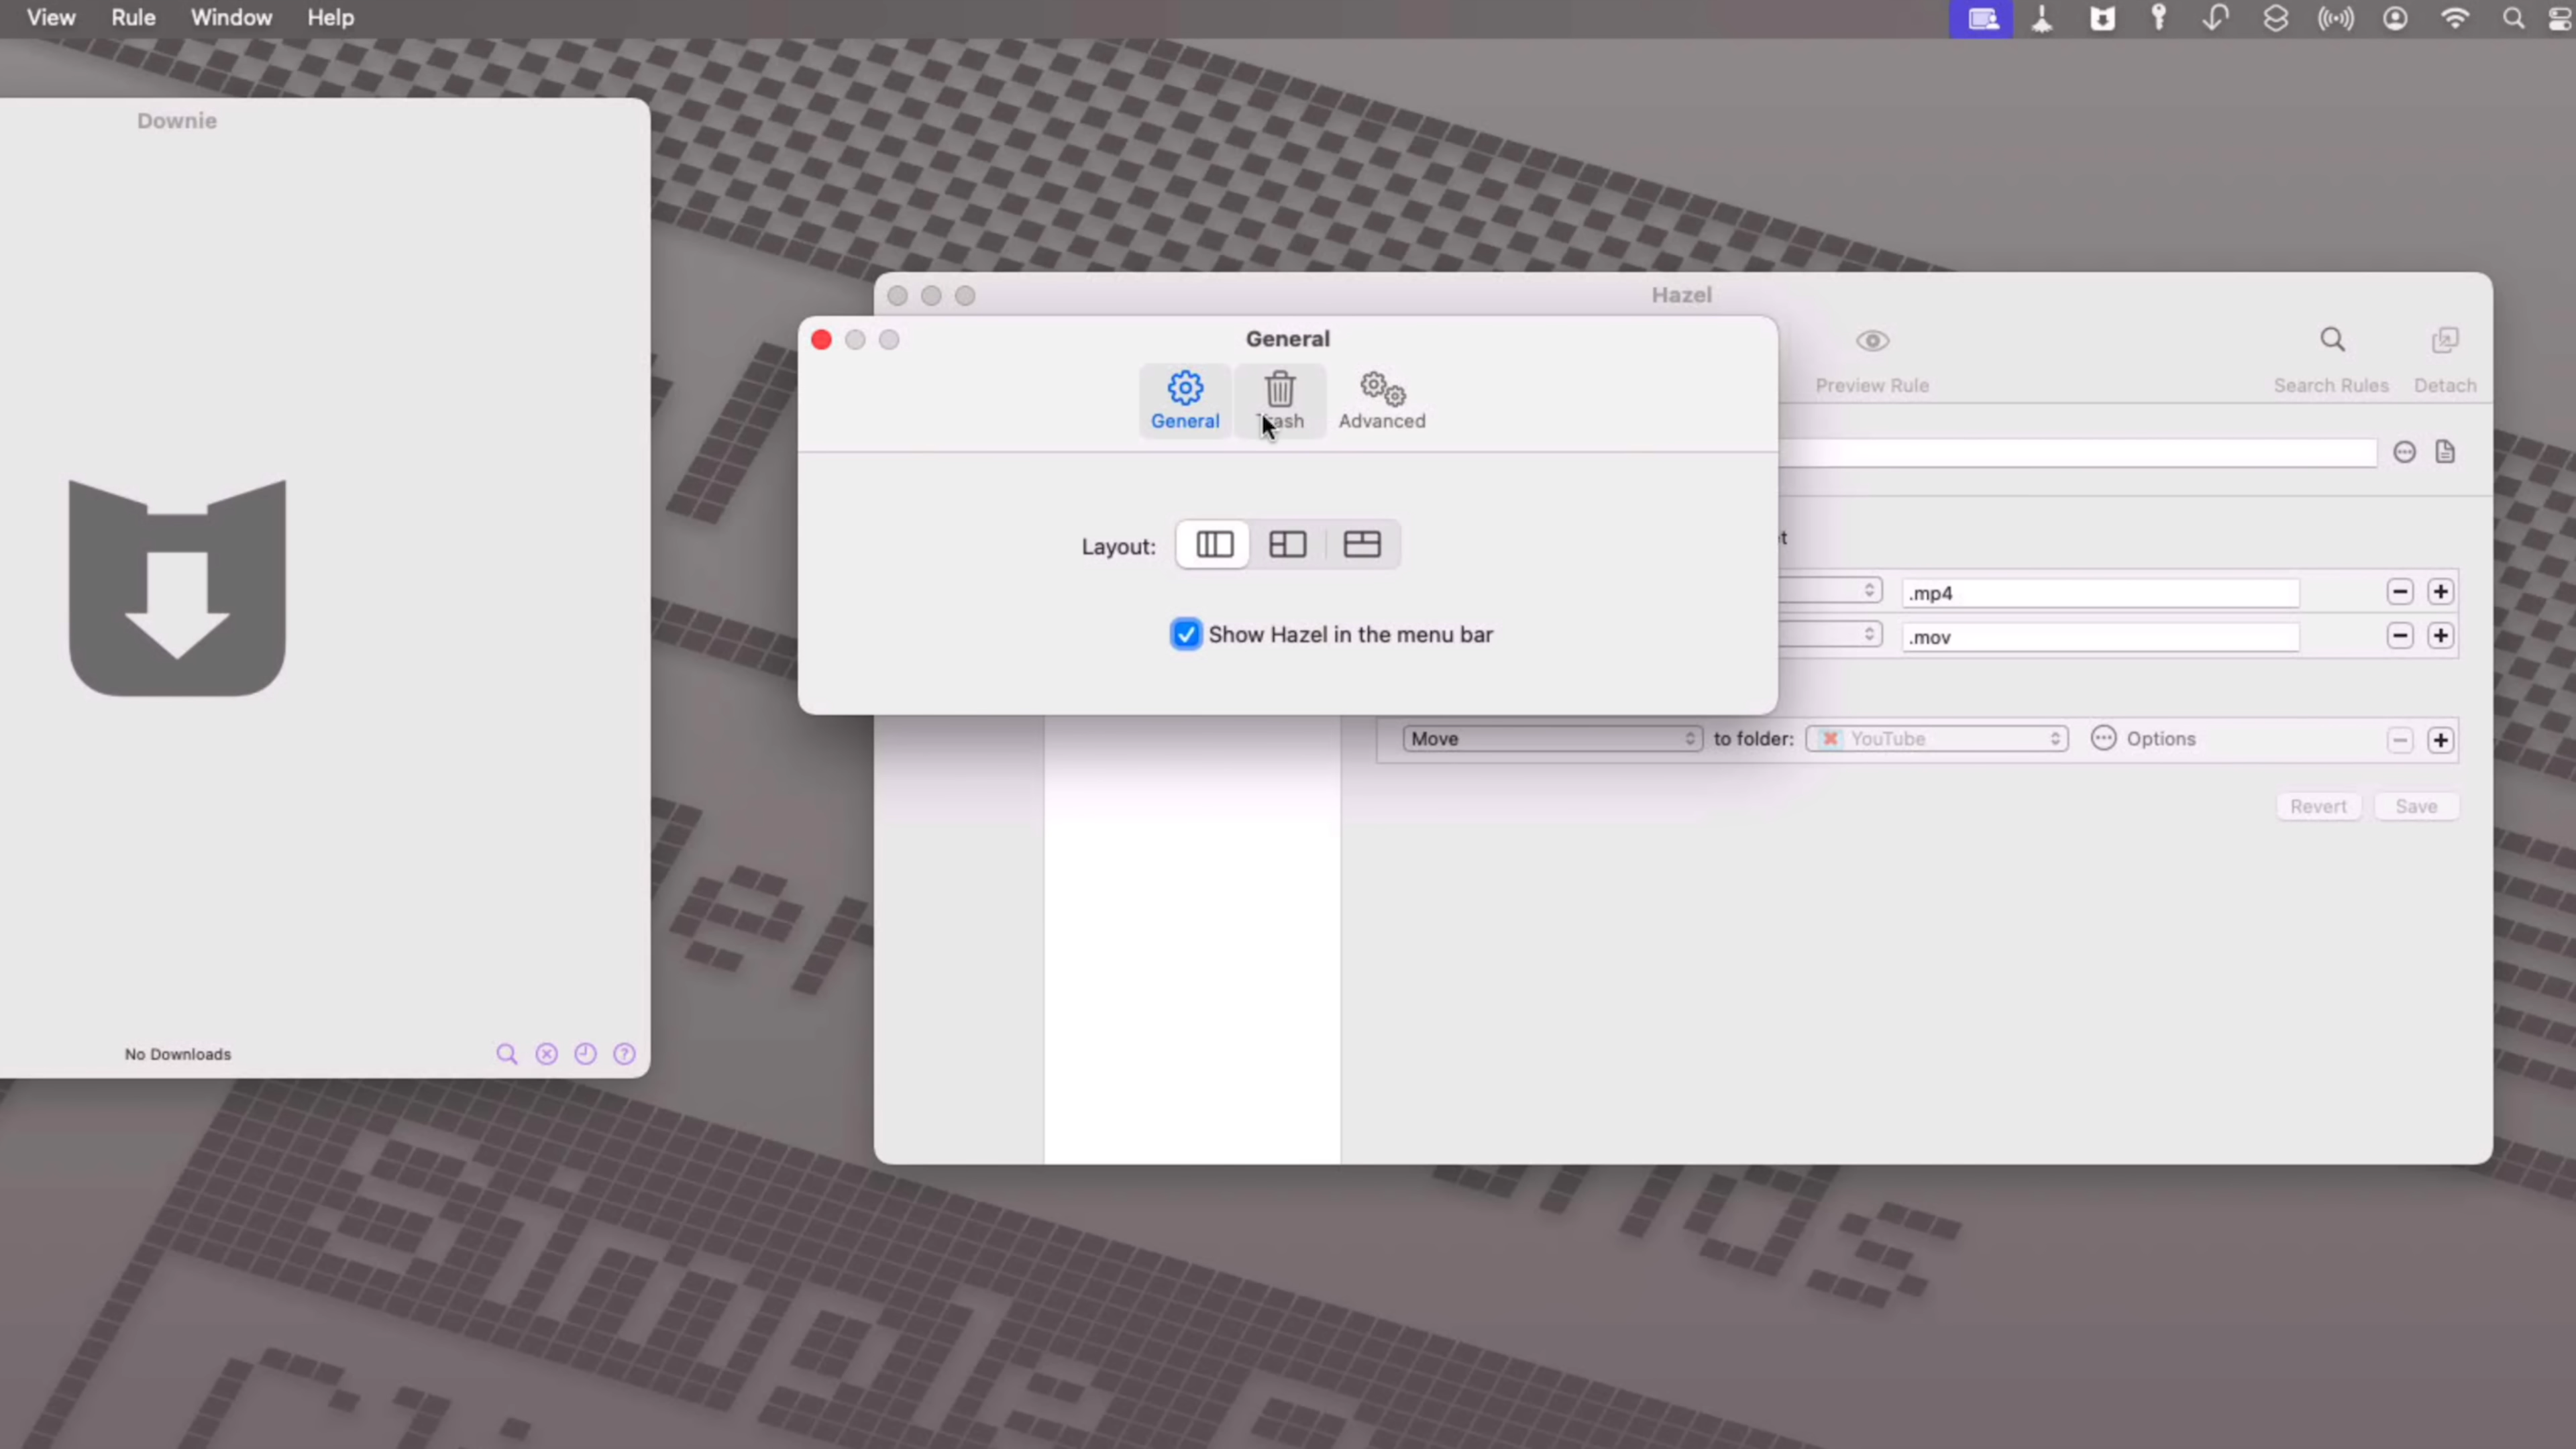 View Rule Window Help
Downie
Hazel
General
Preview Rule
Search Rules
Detach
General
Trash
Advanced
Layout:
.mp4
.mov
Show Hazel in the menu bar
Move
to folder:
YouTube
Options
Revert
Save
No Downloads